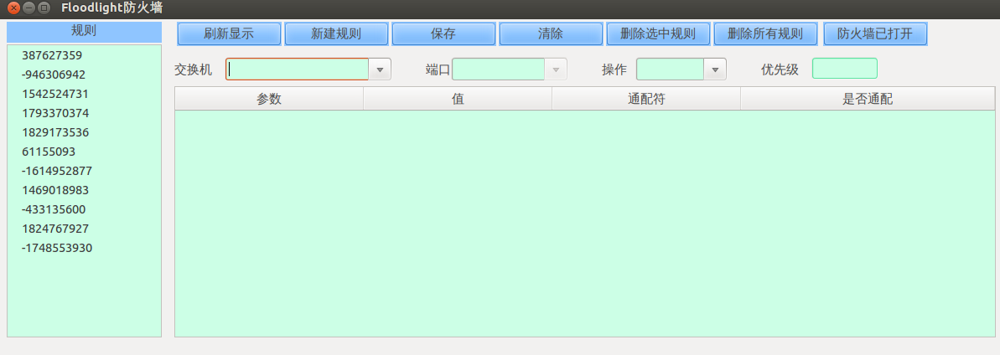 Floodlight防火墙
规则
387627359
-946306942
1542524731
1793370374
1829173536
61155093
-1614952877
1469018983
-433135600
1824767927
-1748553930
刷新显示 新建规则 保存 清除 删除选中规则 删除所有规则 防火墙已打开
交换机 端口 操作 优先级
参数 值 通配符 是否通配